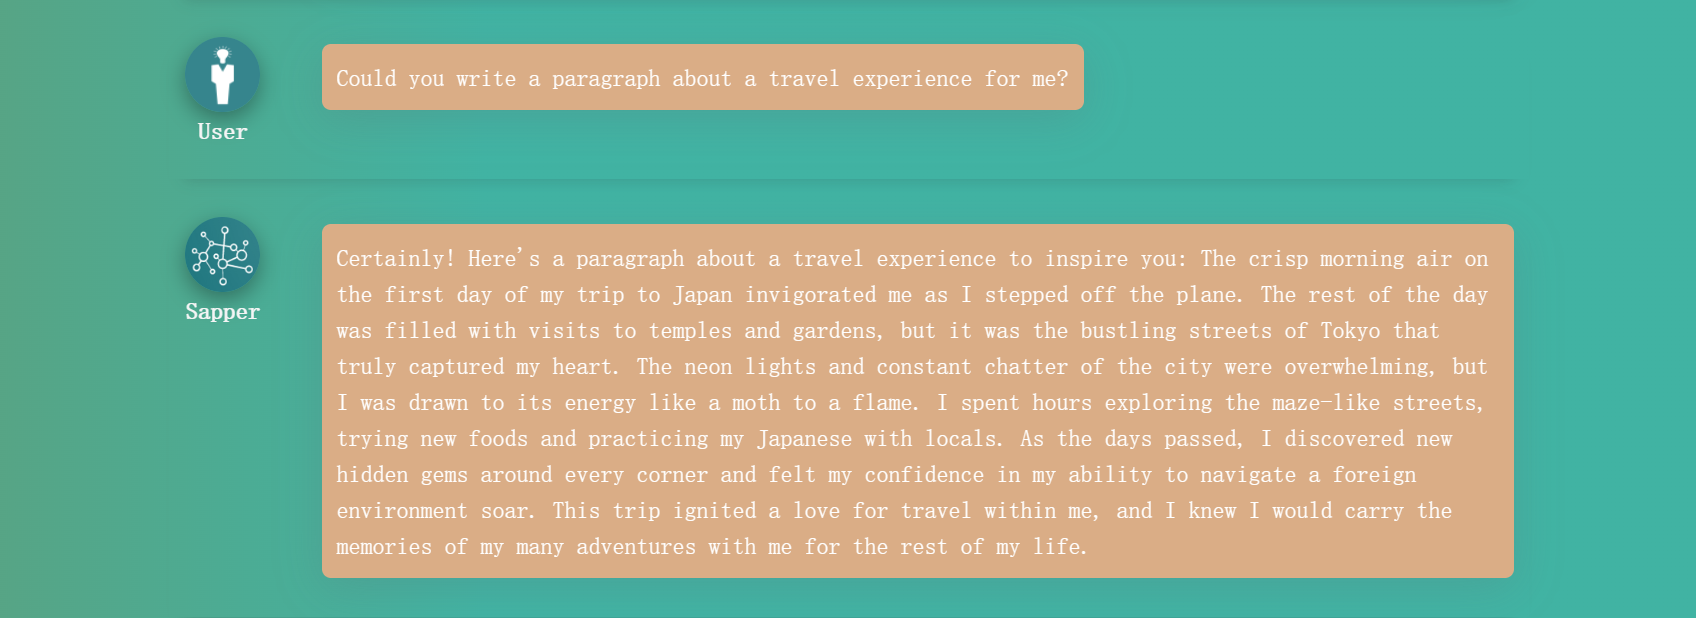 Could you write a paragraph about a travel experience for me?
User
Certainly! Here's a paragraph about a travel experience to inspire you: The crisp morning air on
the first day of my trip to Japan invigorated me as I stepped off the plane. The rest of the day
was filled with visits to temples and gardens, but it was the bustling streets of Tokyo that
truly captured my heart. The neon lights and constant chatter of the city were overwhelming, but
I was drawn to its energy like a moth to a flame. I spent hours exploring the maze-like streets,
trying new foods and practicing my Japanese with locals. As the days passed, I discovered new
hidden gems around every corner and felt my confidence in my ability to navigate a foreign
environment soar. This trip ignited a love for travel within me, and I knew I would carry the
memories of my many adventures with me for the rest of my life.
Sapper